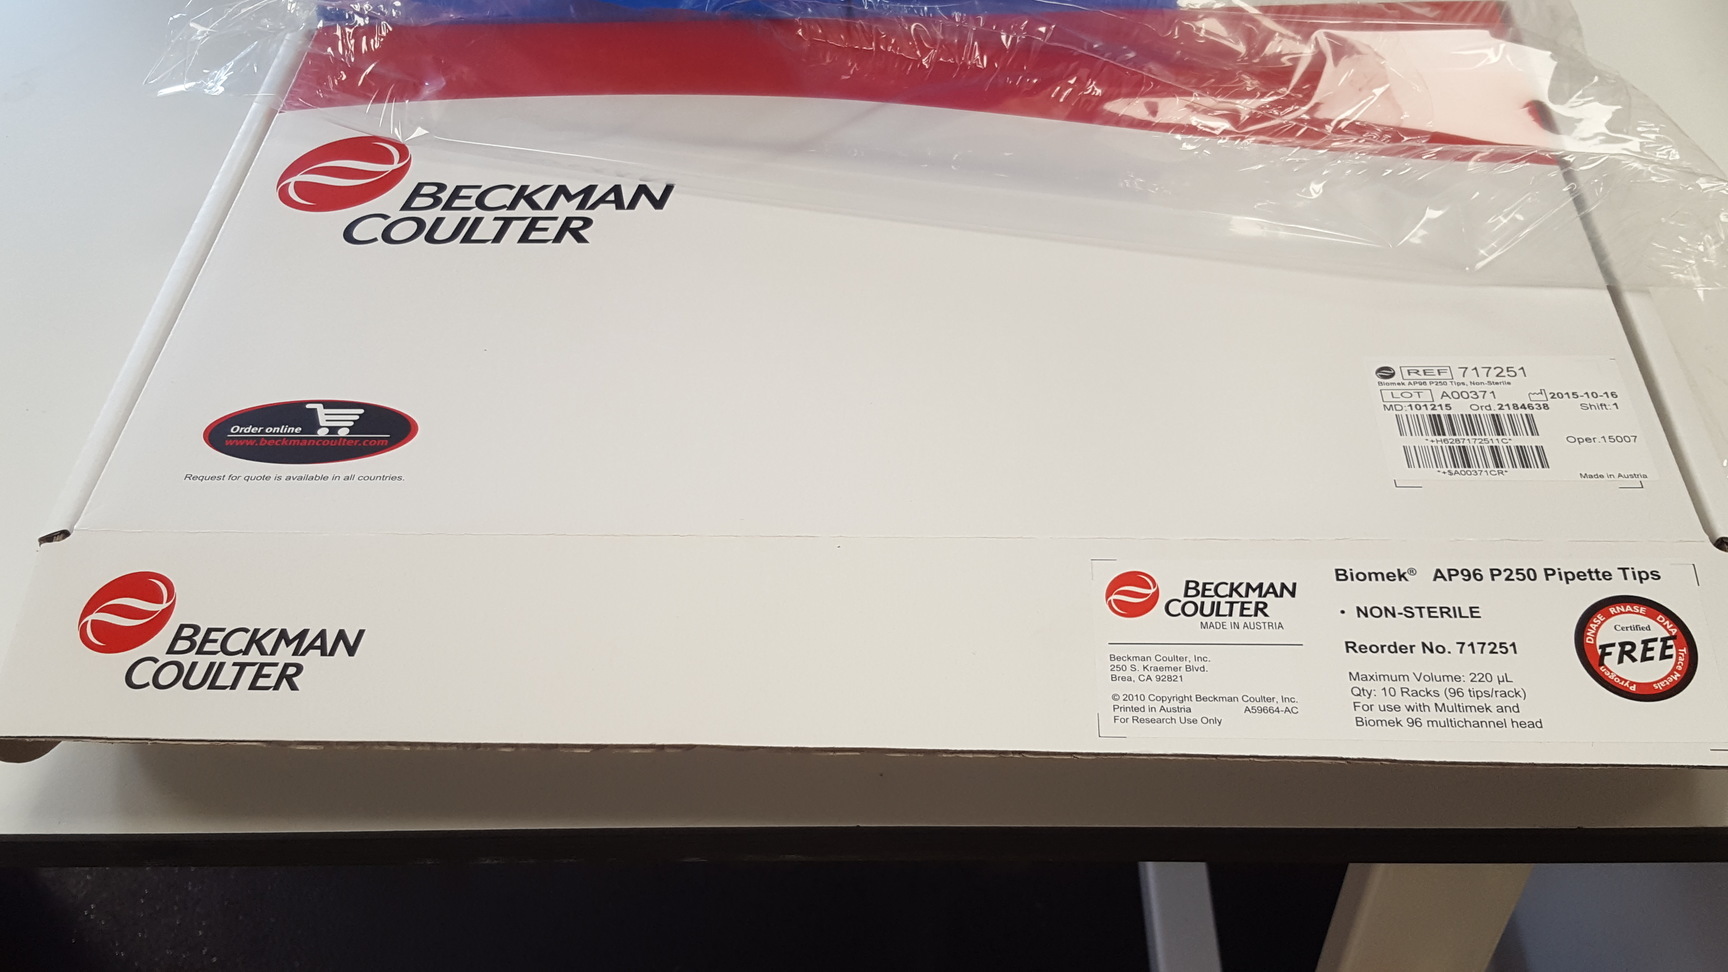 BECKMAN
COULTER
Order online
www.beckmancoulter.com
Request for quote is available in all countries.
REF 717251
Biomek AP96 P250 Tips, Non-Sterile
LOT A00371 2015-10-16
MD:101215 Ord.2184638 Shift:1
*+H6287172511C*
Oper.15007
*+$A00371CR*
Made in Austria
BECKMAN
COULTER
BECKMAN
COULTER
MADE IN AUSTRIA
Beckman Coulter, Inc.
250 S. Kraemer Blvd.
Brea, CA 92821
© 2010 Copyright Beckman Coulter, Inc.
Printed in Austria A59664-AC
For Research Use Only
Biomek® AP96 P250 Pipette Tips
• NON-STERILE
Reorder No. 717251
Maximum Volume: 220 µL
Qty: 10 Racks (96 tips/rack)
For use with Multimek and
Biomek 96 multichannel head
DNASE RNASE DNA
Certified
FREE
Pyrogen Trace Metals